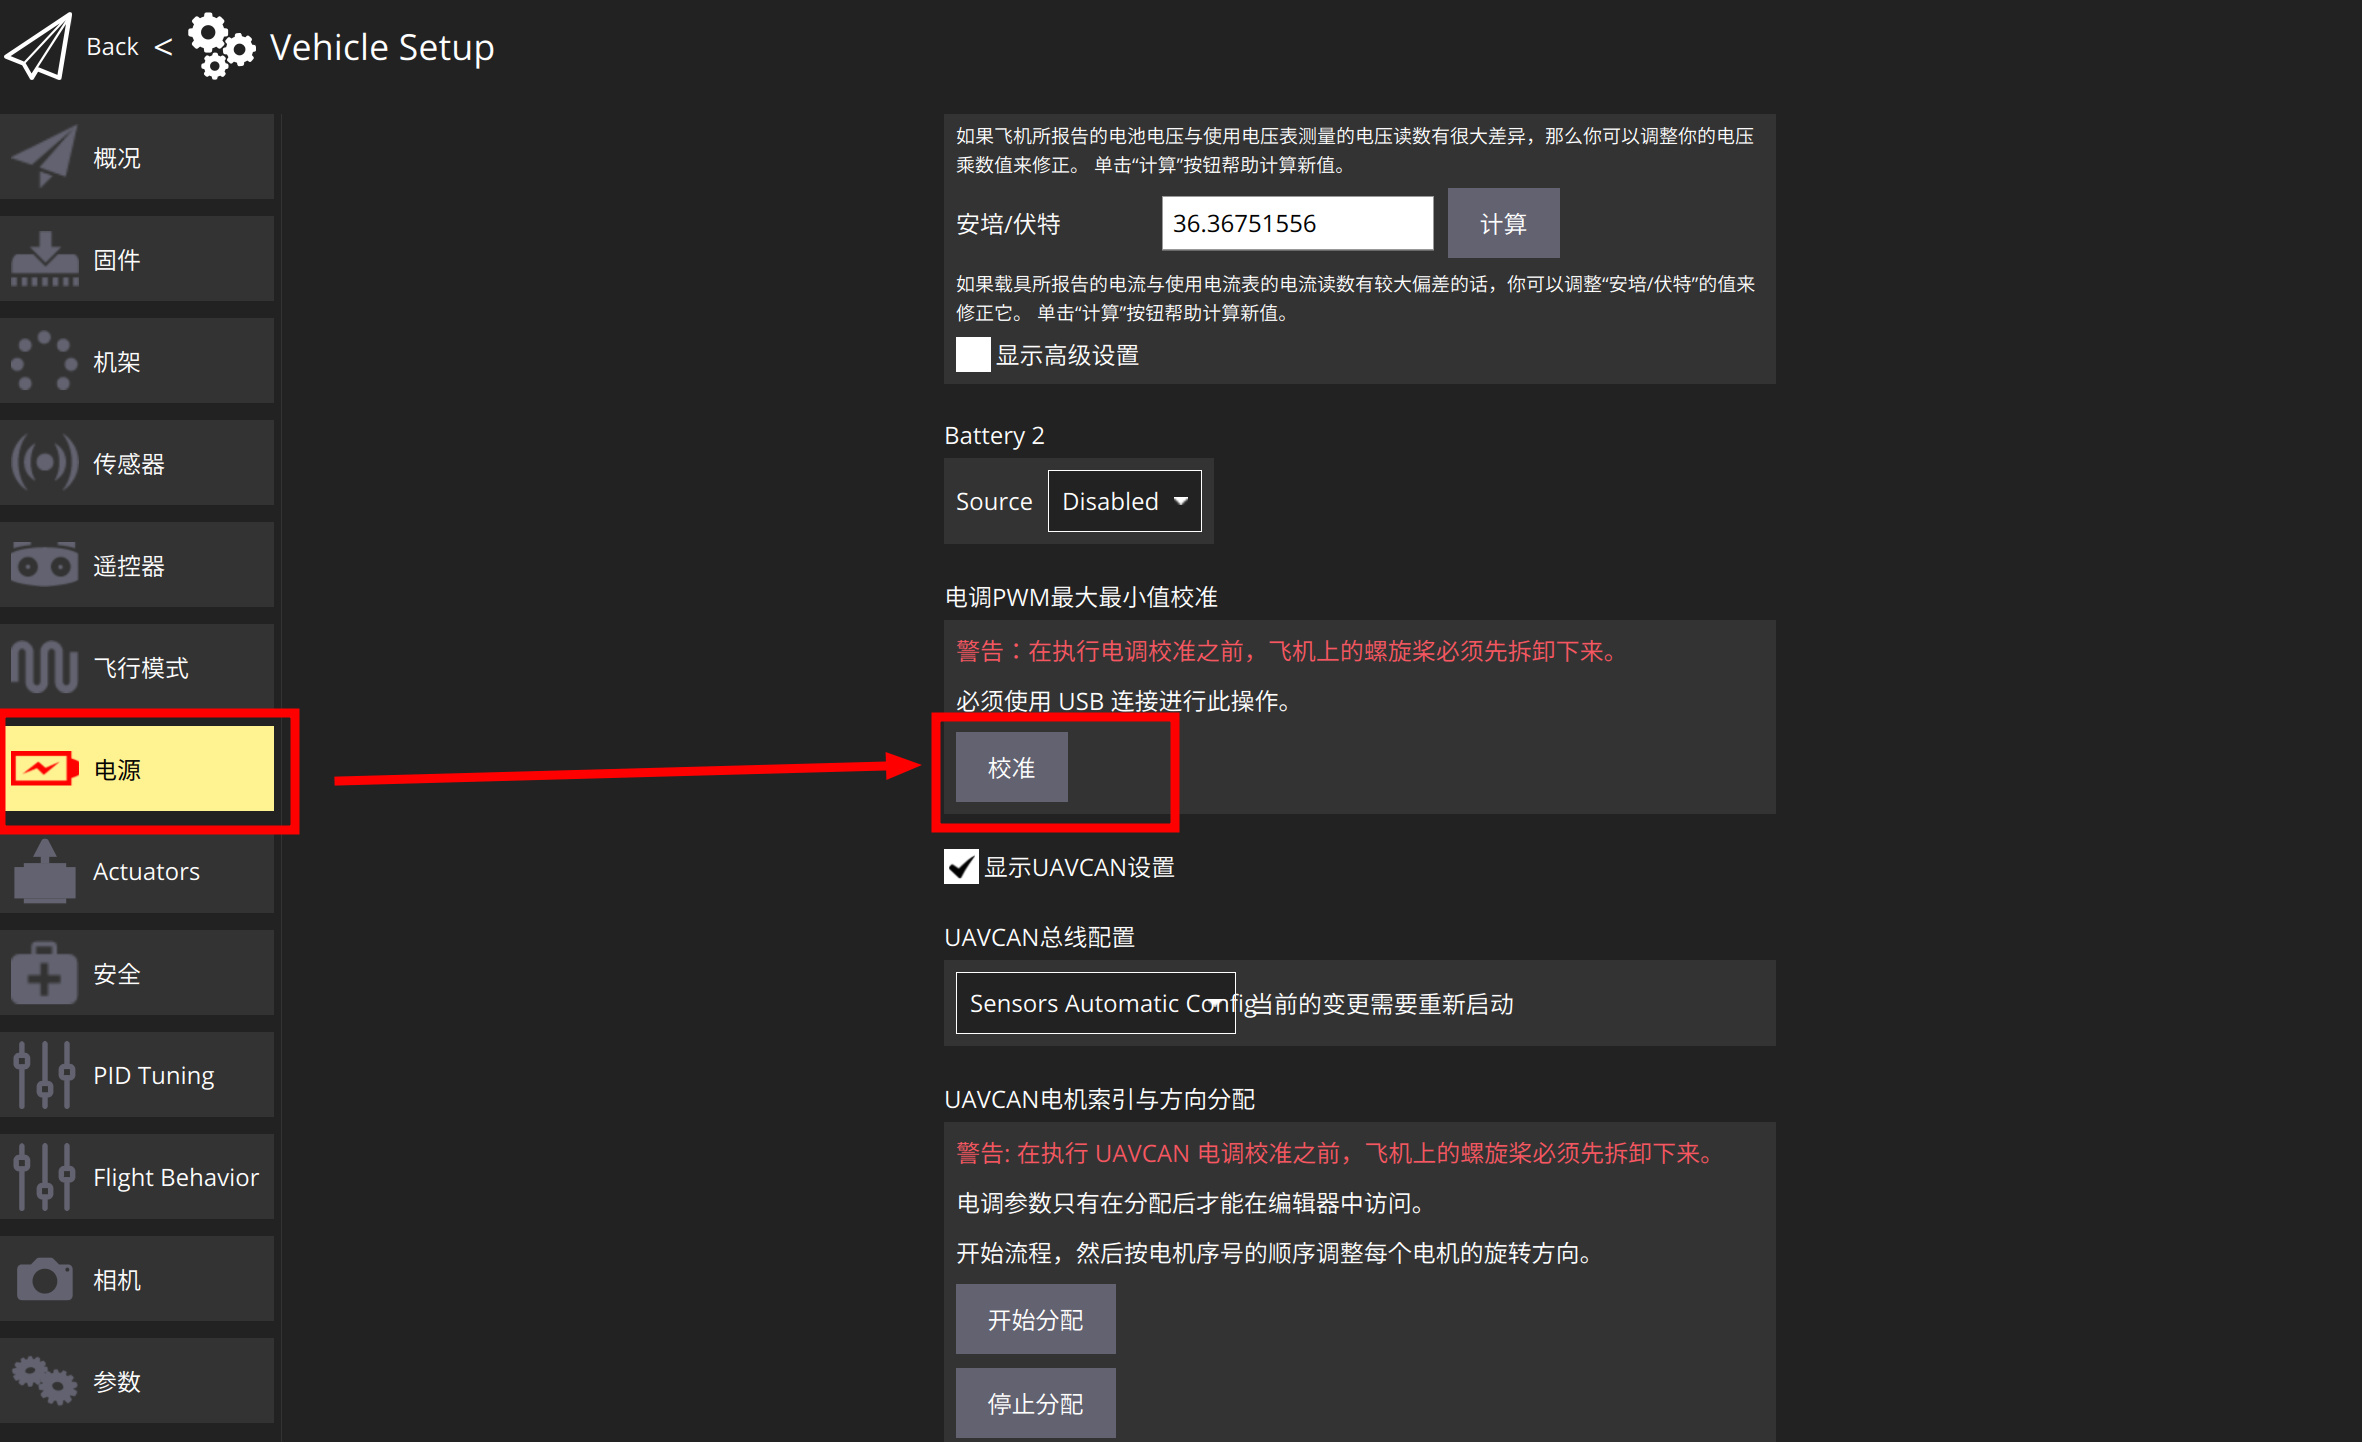 Back < Vehicle Setup
概况
固件
机架
传感器
遥控器
飞行模式
电源
Actuators
安全
PID Tuning
Flight Behavior
相机
参数
如果飞机所报告的电池电压与使用电压表测量的电压读数有很大差异，那么你可以调整你的电压
乘数值来修正。 单击“计算”按钮帮助计算新值。
安培/伏特 36.36751556 计算
如果载具所报告的电流与使用电流表的电流读数有较大偏差的话，你可以调整“安培/伏特”的值来
修正它。 单击“计算”按钮帮助计算新值。
显示高级设置
Battery 2
Source Disabled
电调PWM最大最小值校准
警告：在执行电调校准之前，飞机上的螺旋桨必须先拆卸下来。
必须使用 USB 连接进行此操作。
校准
显示UAVCAN设置
UAVCAN总线配置
Sensors Automatic Config 当前的变更需要重新启动
UAVCAN电机索引与方向分配
警告: 在执行 UAVCAN 电调校准之前，飞机上的螺旋桨必须先拆卸下来。
电调参数只有在分配后才能在编辑器中访问。
开始流程，然后按电机序号的顺序调整每个电机的旋转方向。
开始分配
停止分配